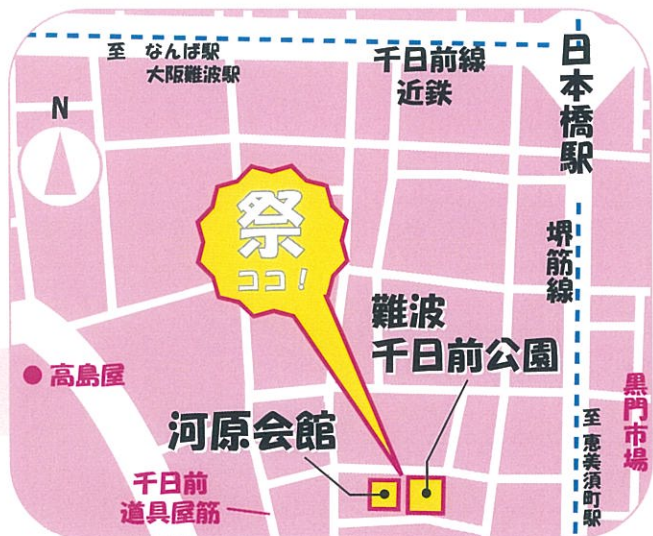 至 なんば駅
大阪難波駅
千日前線
近鉄
日本橋駅
N
祭
ココ！
堺筋線
難波
千日前公園
高島屋
河原会館
黒門市場
至 恵美須町駅
千日前
道具屋筋